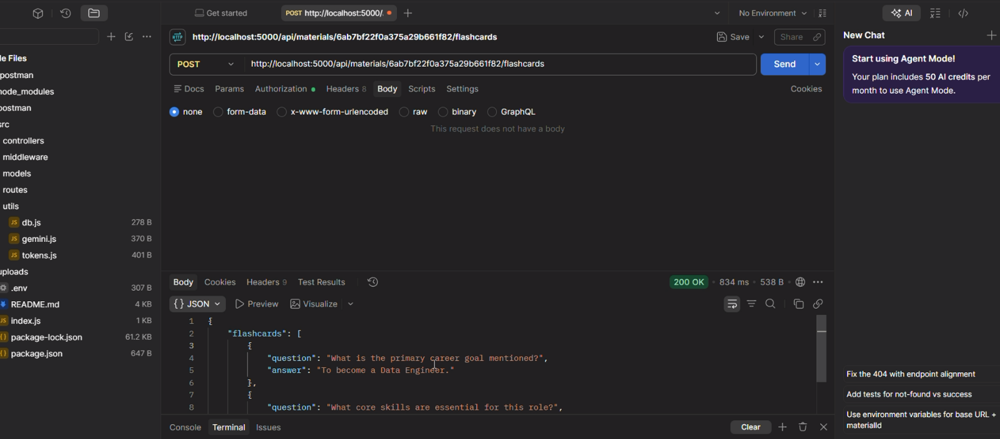 Get started
POST http://localhost:5000/.
No Environment
AI
http://localhost:5000/api/materials/6ab7bf22f0a375a29b661f82/flashcards
Save
Share
New Chat
POST
http://localhost:5000/api/materials/6ab7bf22f0a375a29b661f82/flashcards
Send
Start using Agent Mode!
Your plan includes 50 AI credits per
month to use Agent Mode.
le Files
postman
node_modules
postman
src
controllers
middleware
models
routes
utils
JS db.js 278 B
JS gemini.js 370 B
JS tokens.js 401 B
uploads
.env 307 B
README.md 4 KB
JS index.js 1 KB
package-lock.json 61.2 KB
package.json 647 B
Docs Params Authorization Headers 8 Body Scripts Settings Cookies
none form-data x-www-form-urlencoded raw binary GraphQL
This request does not have a body
Body Cookies Headers 9 Test Results 200 OK • 834 ms • 538 B
{} JSON Preview Visualize
1 {
2 "flashcards": [
3 {
4 "question": "What is the primary career goal mentioned?",
5 "answer": "To become a Data Engineer."
6 },
7 {
8 "question": "What core skills are essential for this role?",
Console Terminal Issues Clear
Fix the 404 with endpoint alignment
Add tests for not-found vs success
Use environment variables for base URL +
materialId